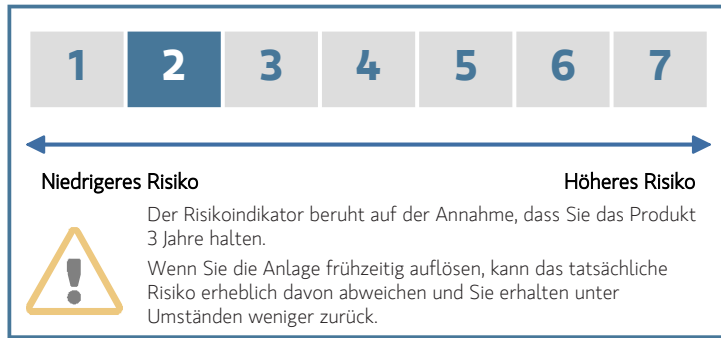 1 2 3 4 5 6 7
Niedrigeres Risiko Höheres Risiko
Der Risikoindikator beruht auf der Annahme, dass Sie das Produkt
3 Jahre halten.
Wenn Sie die Anlage frühzeitig auflösen, kann das tatsächliche
Risiko erheblich davon abweichen und Sie erhalten unter
Umständen weniger zurück.
!